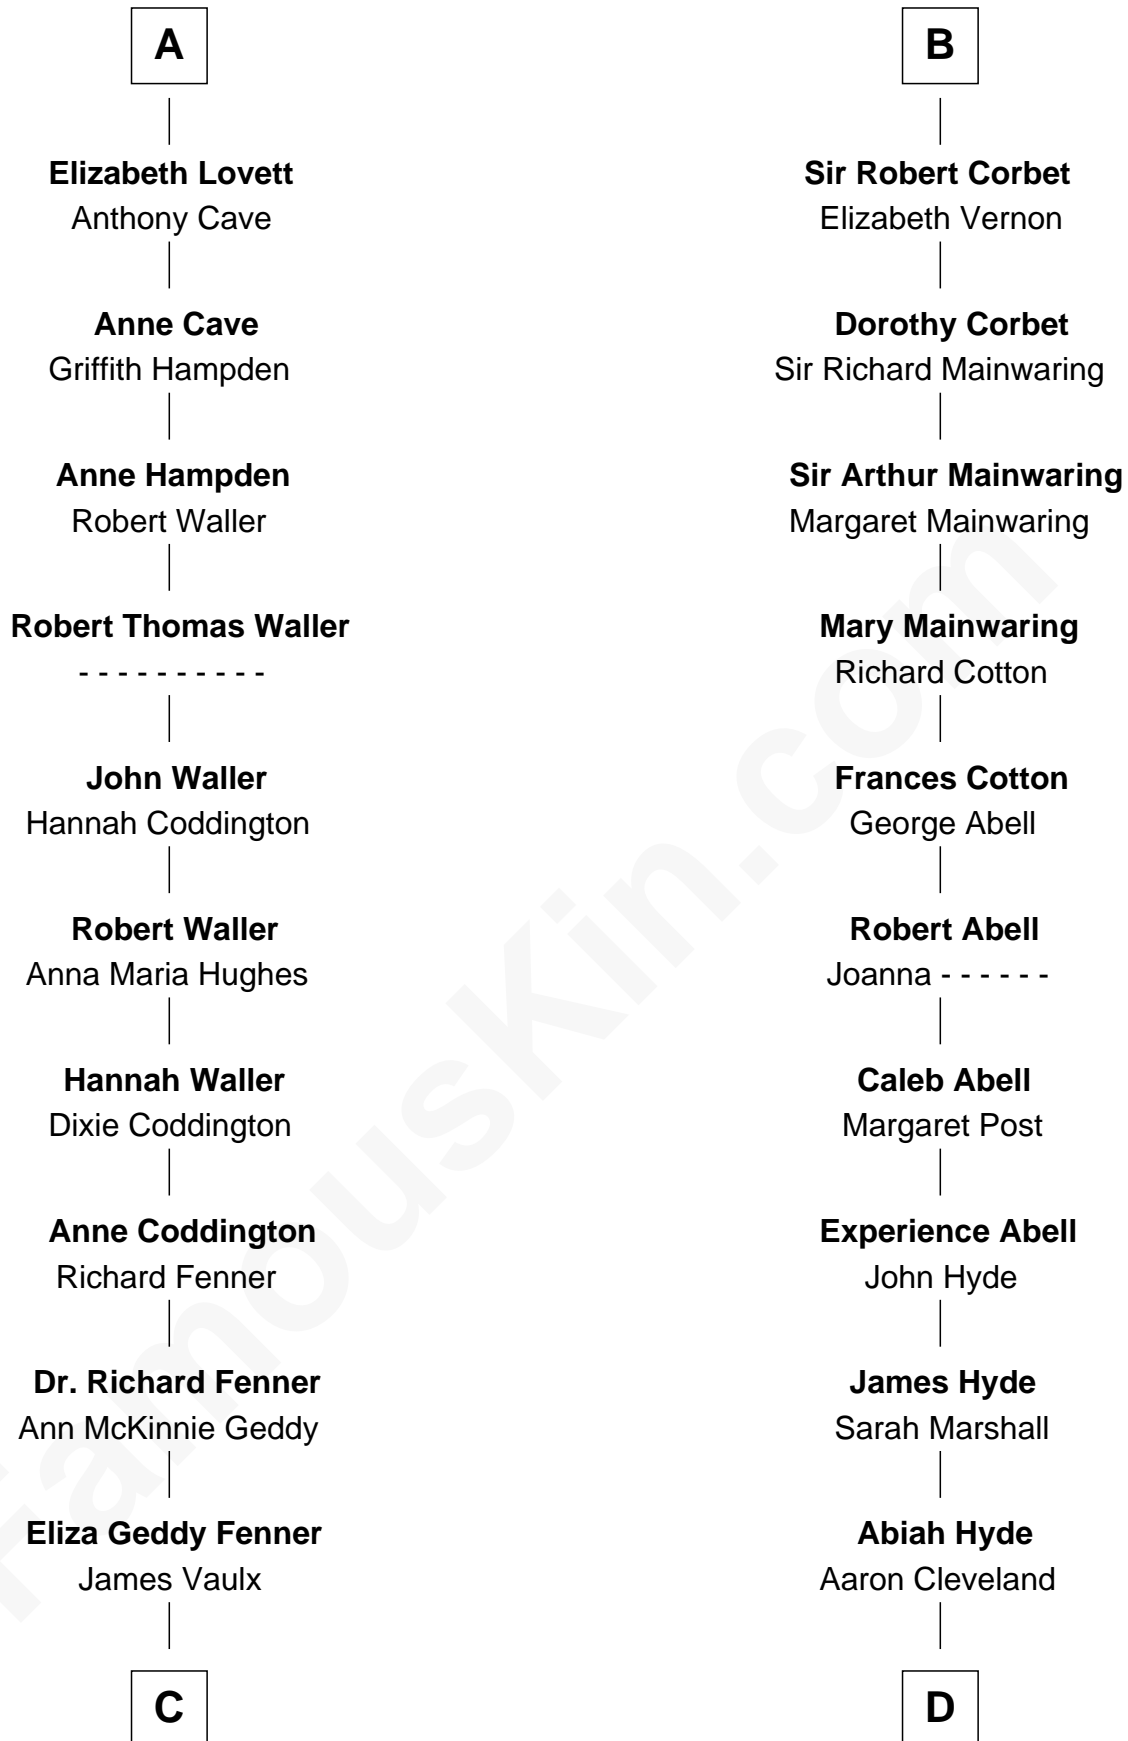 A
Elizabeth Lovett
Anthony Cave
Anne Cave
Griffith Hampden
Anne Hampden
Robert Waller
Robert Thomas Waller
- - - - - - - - - -
John Waller
Hannah Coddington
Robert Waller
Anna Maria Hughes
Hannah Waller
Dixie Coddington
Anne Coddington
Richard Fenner
Dr. Richard Fenner
Ann McKinnie Geddy
Eliza Geddy Fenner
James Vaulx
C
B
Sir Robert Corbet
Elizabeth Vernon
Dorothy Corbet
Sir Richard Mainwaring
Sir Arthur Mainwaring
Margaret Mainwaring
Mary Mainwaring
Richard Cotton
Frances Cotton
George Abell
Robert Abell
Joanna - - - - - -
Caleb Abell
Margaret Post
Experience Abell
John Hyde
James Hyde
Sarah Marshall
Abiah Hyde
Aaron Cleveland
D
FamousKin.com